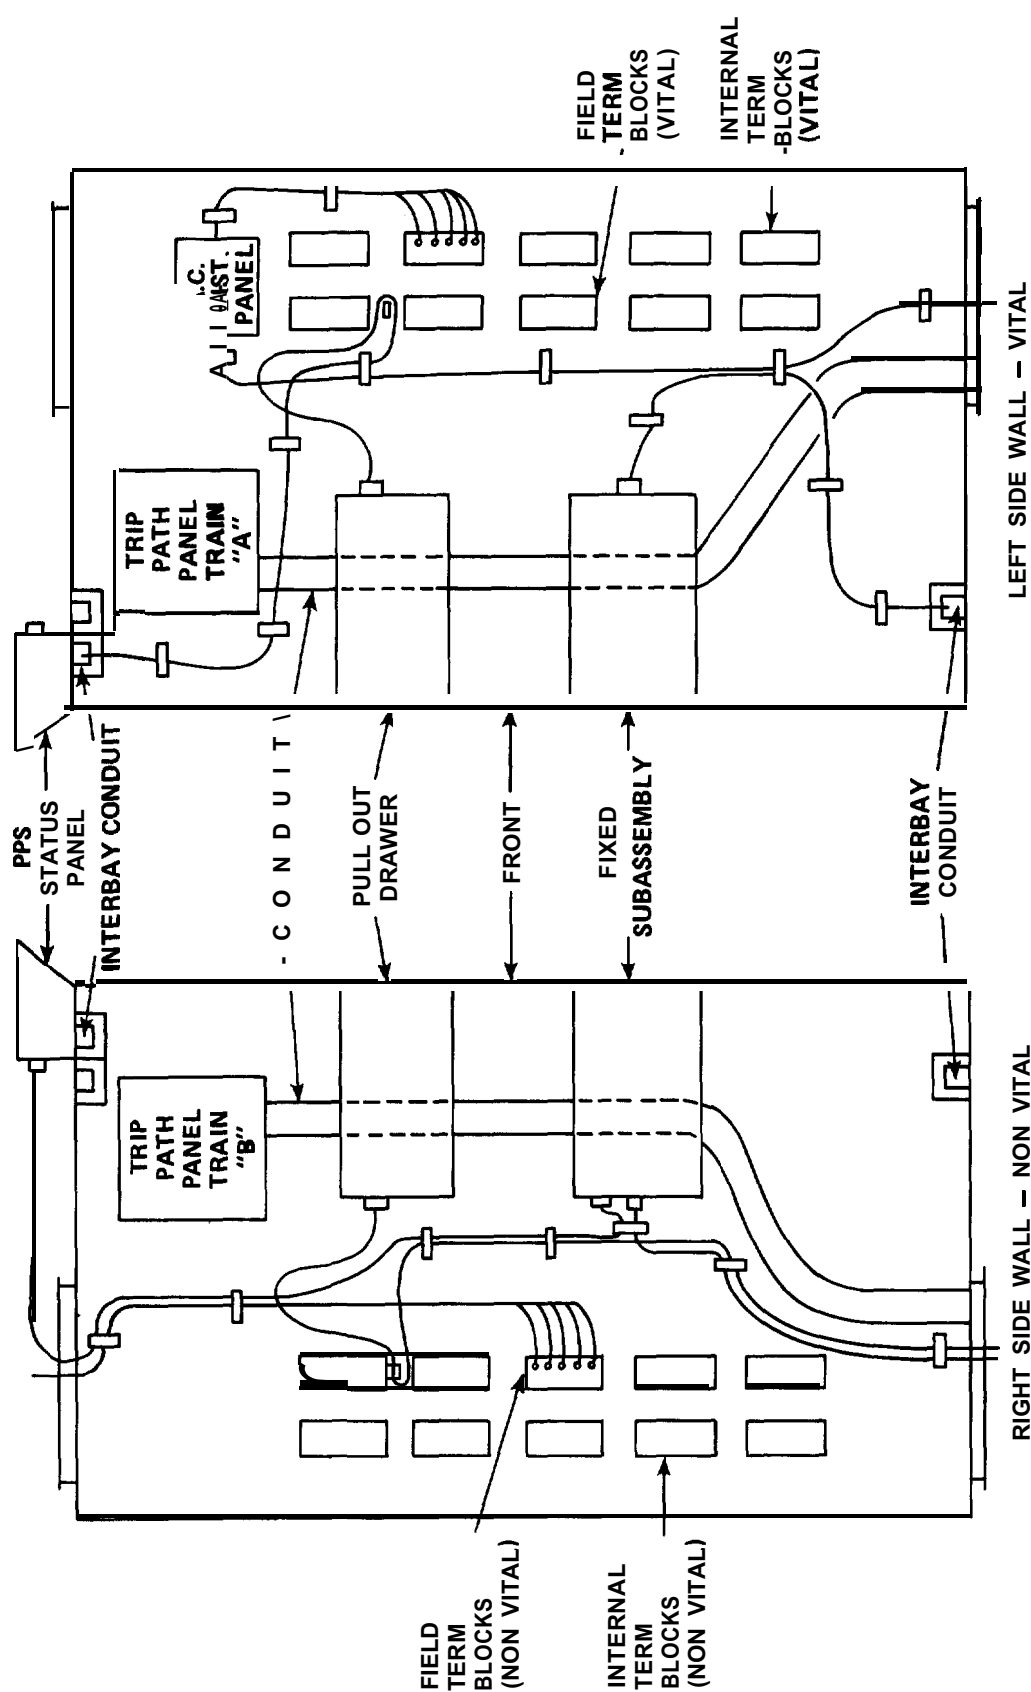 PPS
STATUS
PANEL
INTERBAY CONDUIT
CONDUIT
PULL OUT
DRAWER
FRONT
FIXED
SUBASSEMBLY
INTERBAY
CONDUIT
TRIP
PATH
PANEL
TRAIN
"B"
FIELD
TERM
BLOCKS
(NON VITAL)
INTERNAL
TERM
BLOCKS
(NON VITAL)
RIGHT SIDE WALL – NON VITAL
TRIP
PATH
PANEL
TRAIN
"A"
PANEL
FIELD
TERM
BLOCKS
(VITAL)
INTERNAL
TERM
BLOCKS
(VITAL)
LEFT SIDE WALL – VITAL